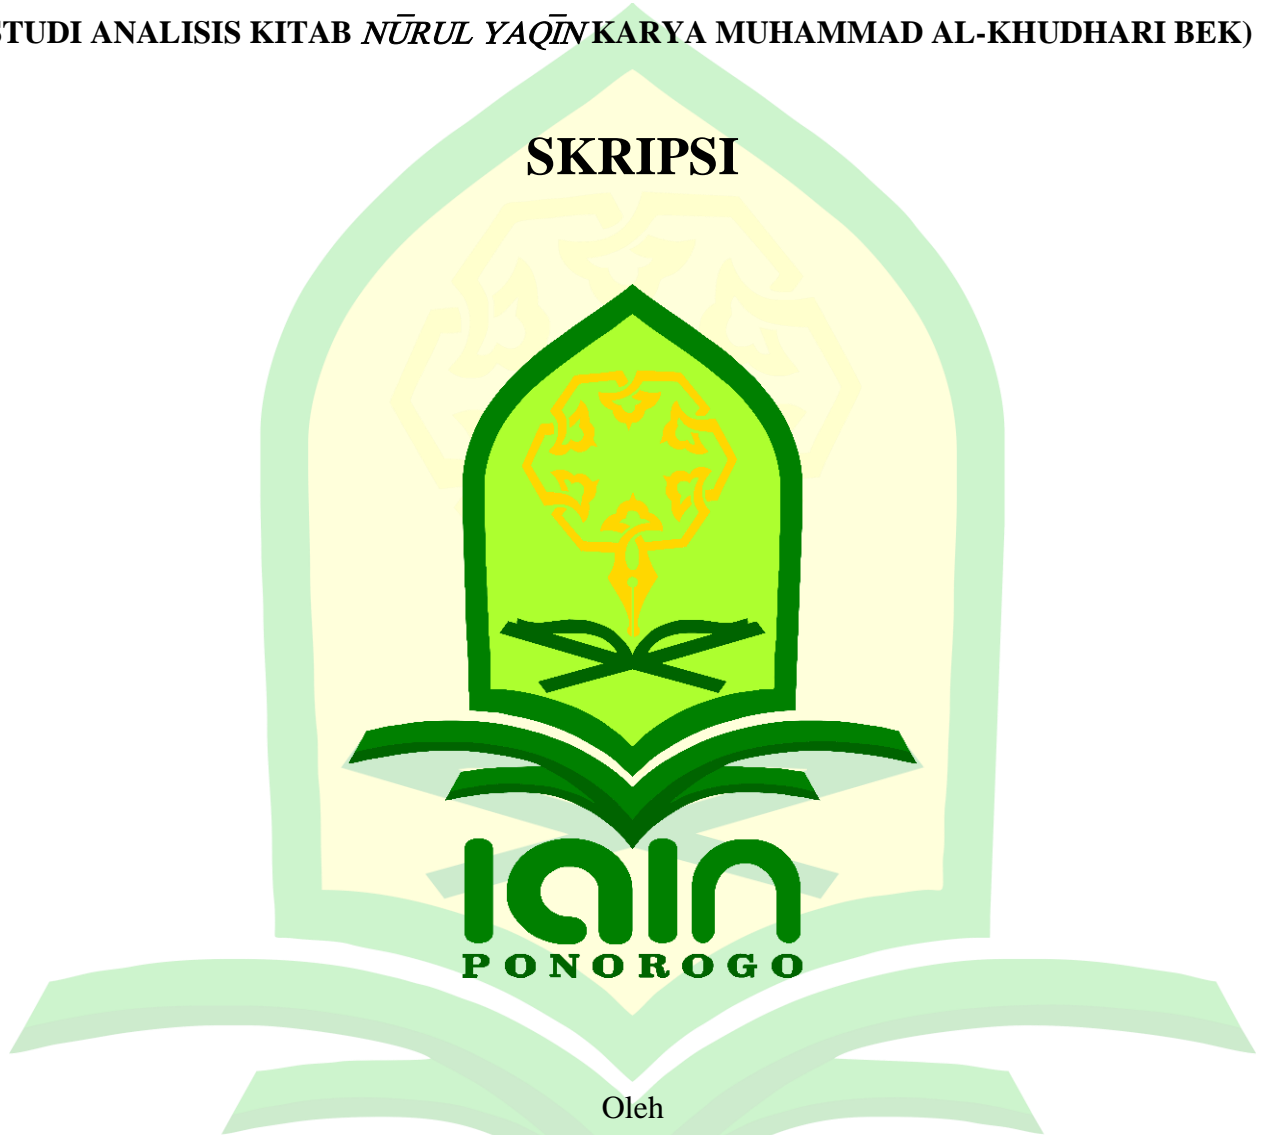 STUDI ANALISIS KITAB NŪRUL YAQĪN KARYA MUHAMMAD AL-KHUDHARI BEK)
SKRIPSI
IAIN
PONOROGO
Oleh